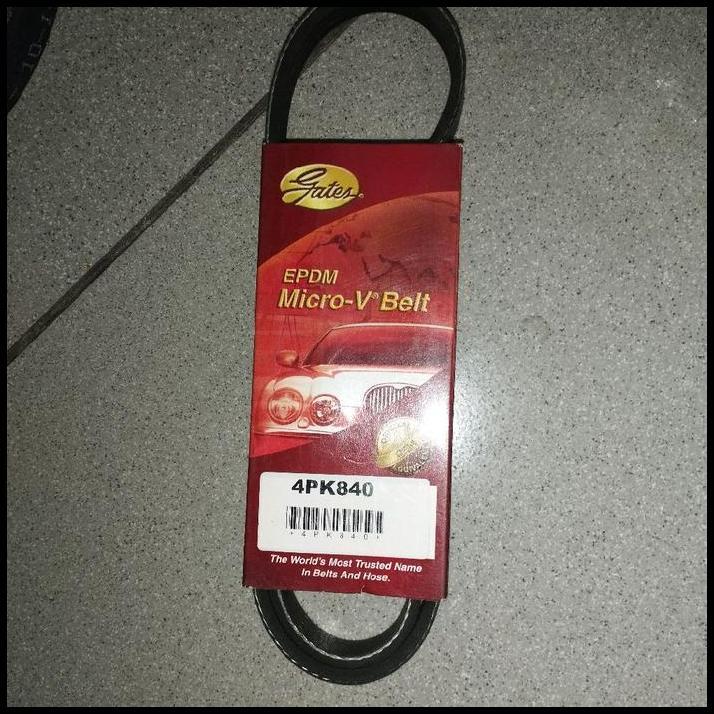 Gates
EPDM
Micro-V® Belt
4PK840
*4PK840*
The World's Most Trusted Name
In Belts And Hose.